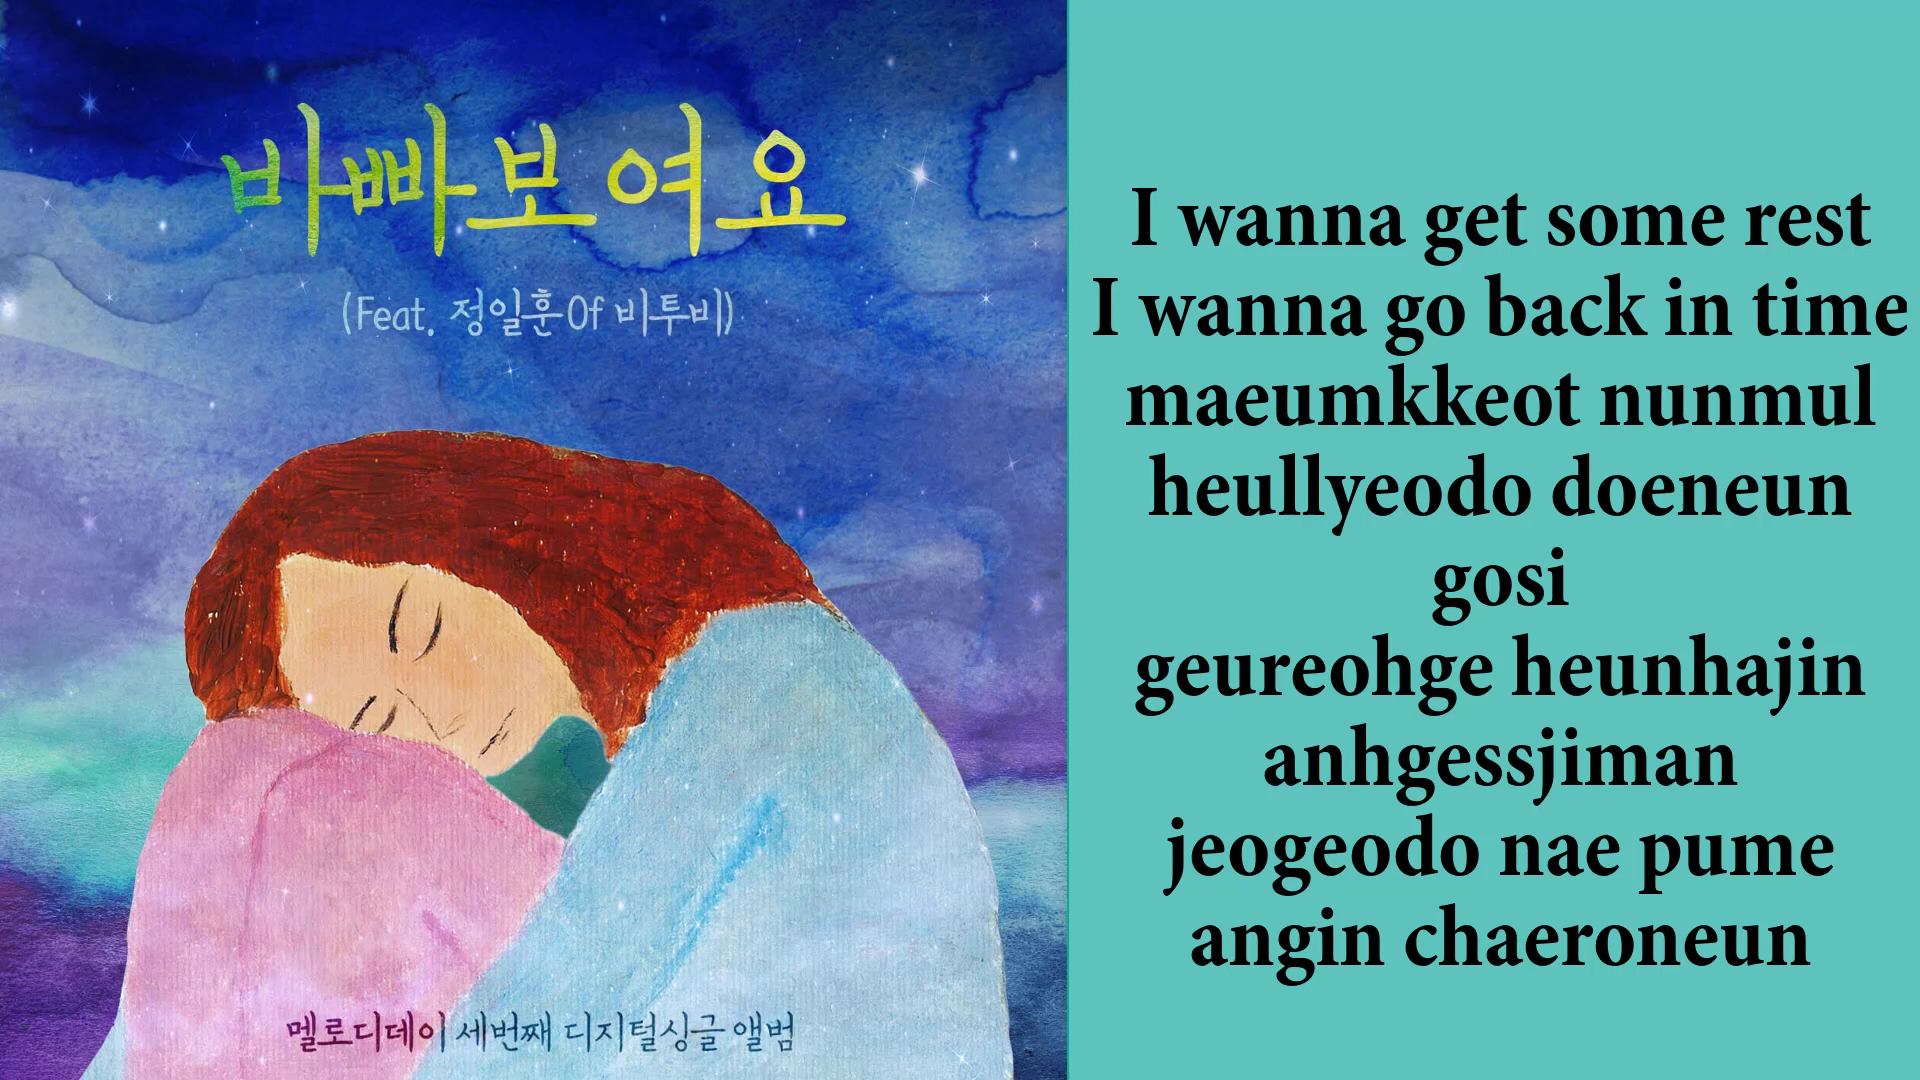 바빠보여요
(Feat. 정일훈 Of 비투비)
멜로디데이 세번째 디지털싱글 앨범
I wanna get some rest
I wanna go back in time
maeumkkeot nunmul
heullyeodo doeneun
gosi
geureohge heunhajin
anhgessjiman
jeogeodo nae pume
angin chaeroneun